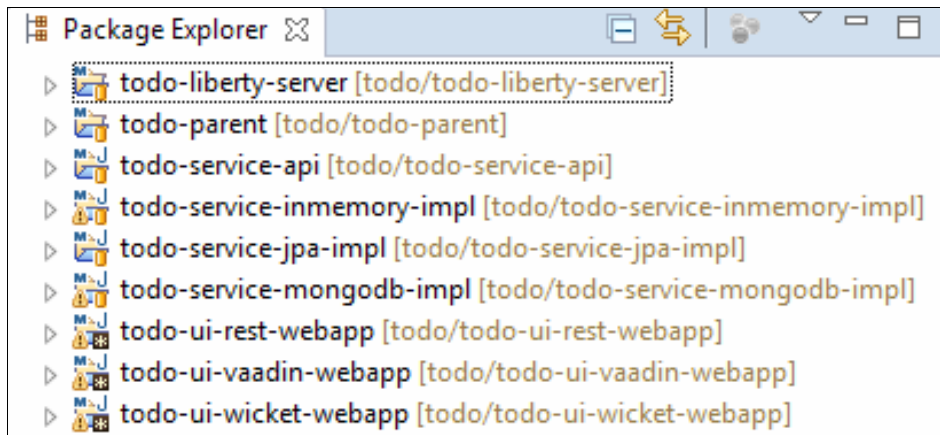 Package Explorer
todo-liberty-server [todo/todo-liberty-server]
todo-parent [todo/todo-parent]
todo-service-api [todo/todo-service-api]
todo-service-inmemory-impl [todo/todo-service-inmemory-impl]
todo-service-jpa-impl [todo/todo-service-jpa-impl]
todo-service-mongodb-impl [todo/todo-service-mongodb-impl]
todo-ui-rest-webapp [todo/todo-ui-rest-webapp]
todo-ui-vaadin-webapp [todo/todo-ui-vaadin-webapp]
todo-ui-wicket-webapp [todo/todo-ui-wicket-webapp]